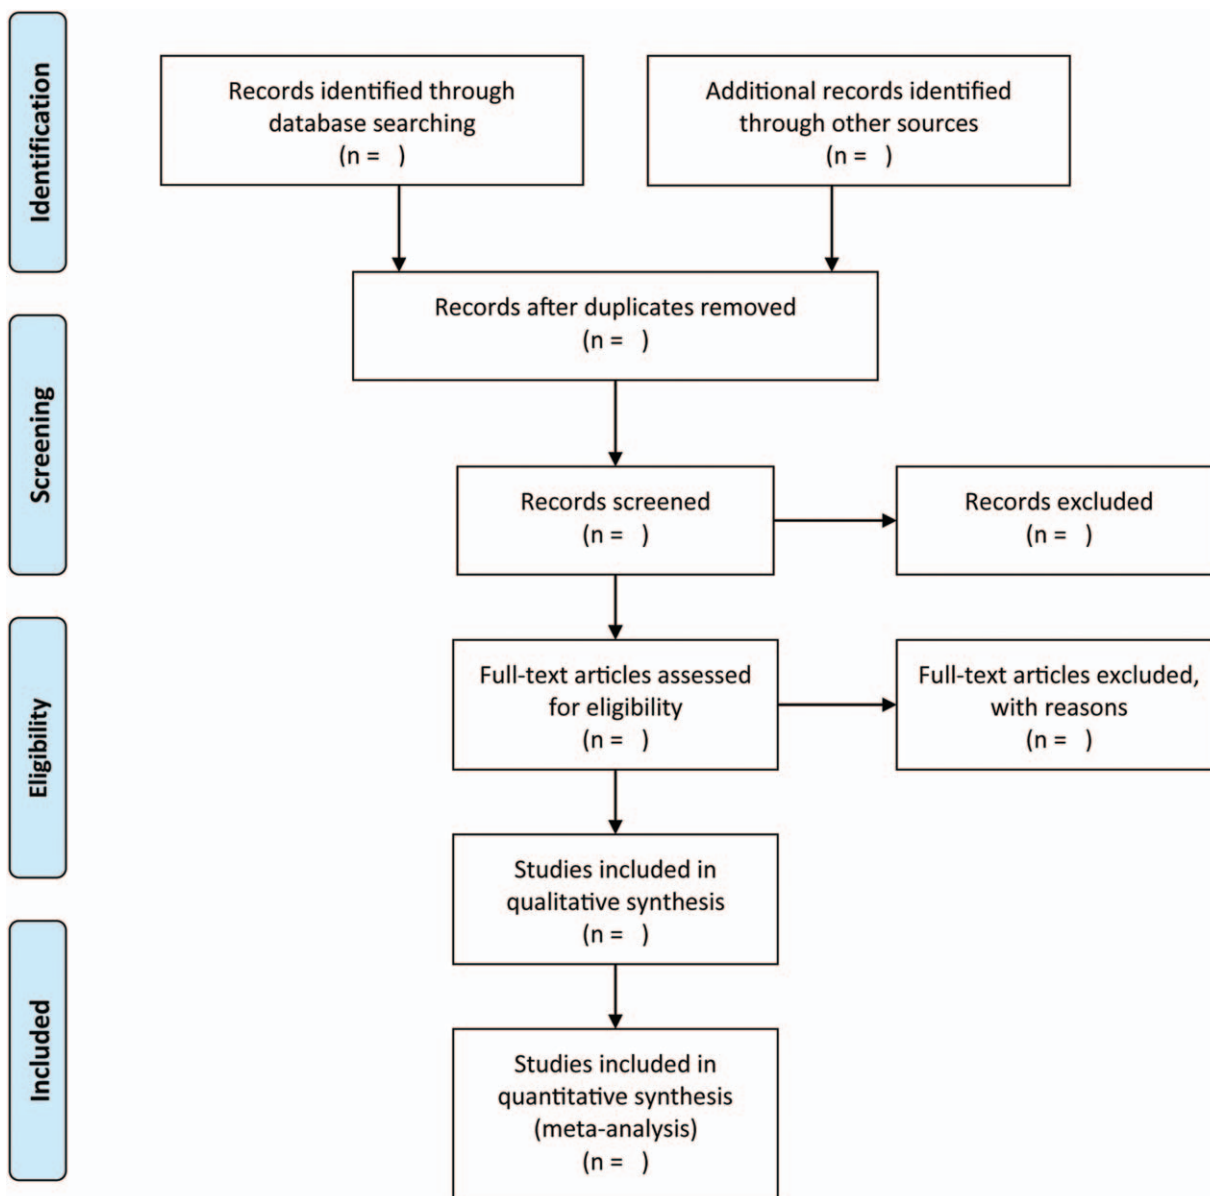 Identification
Records identified through
database searching
(n =   )
Additional records identified
through other sources
(n =   )
Records after duplicates removed
(n =   )
Screening
Records screened
(n =   )
Records excluded
(n =   )
Eligibility
Full-text articles assessed
for eligibility
(n =   )
Full-text articles excluded,
with reasons
(n =   )
Studies included in
qualitative synthesis
(n =   )
Included
Studies included in
quantitative synthesis
(meta-analysis)
(n =   )